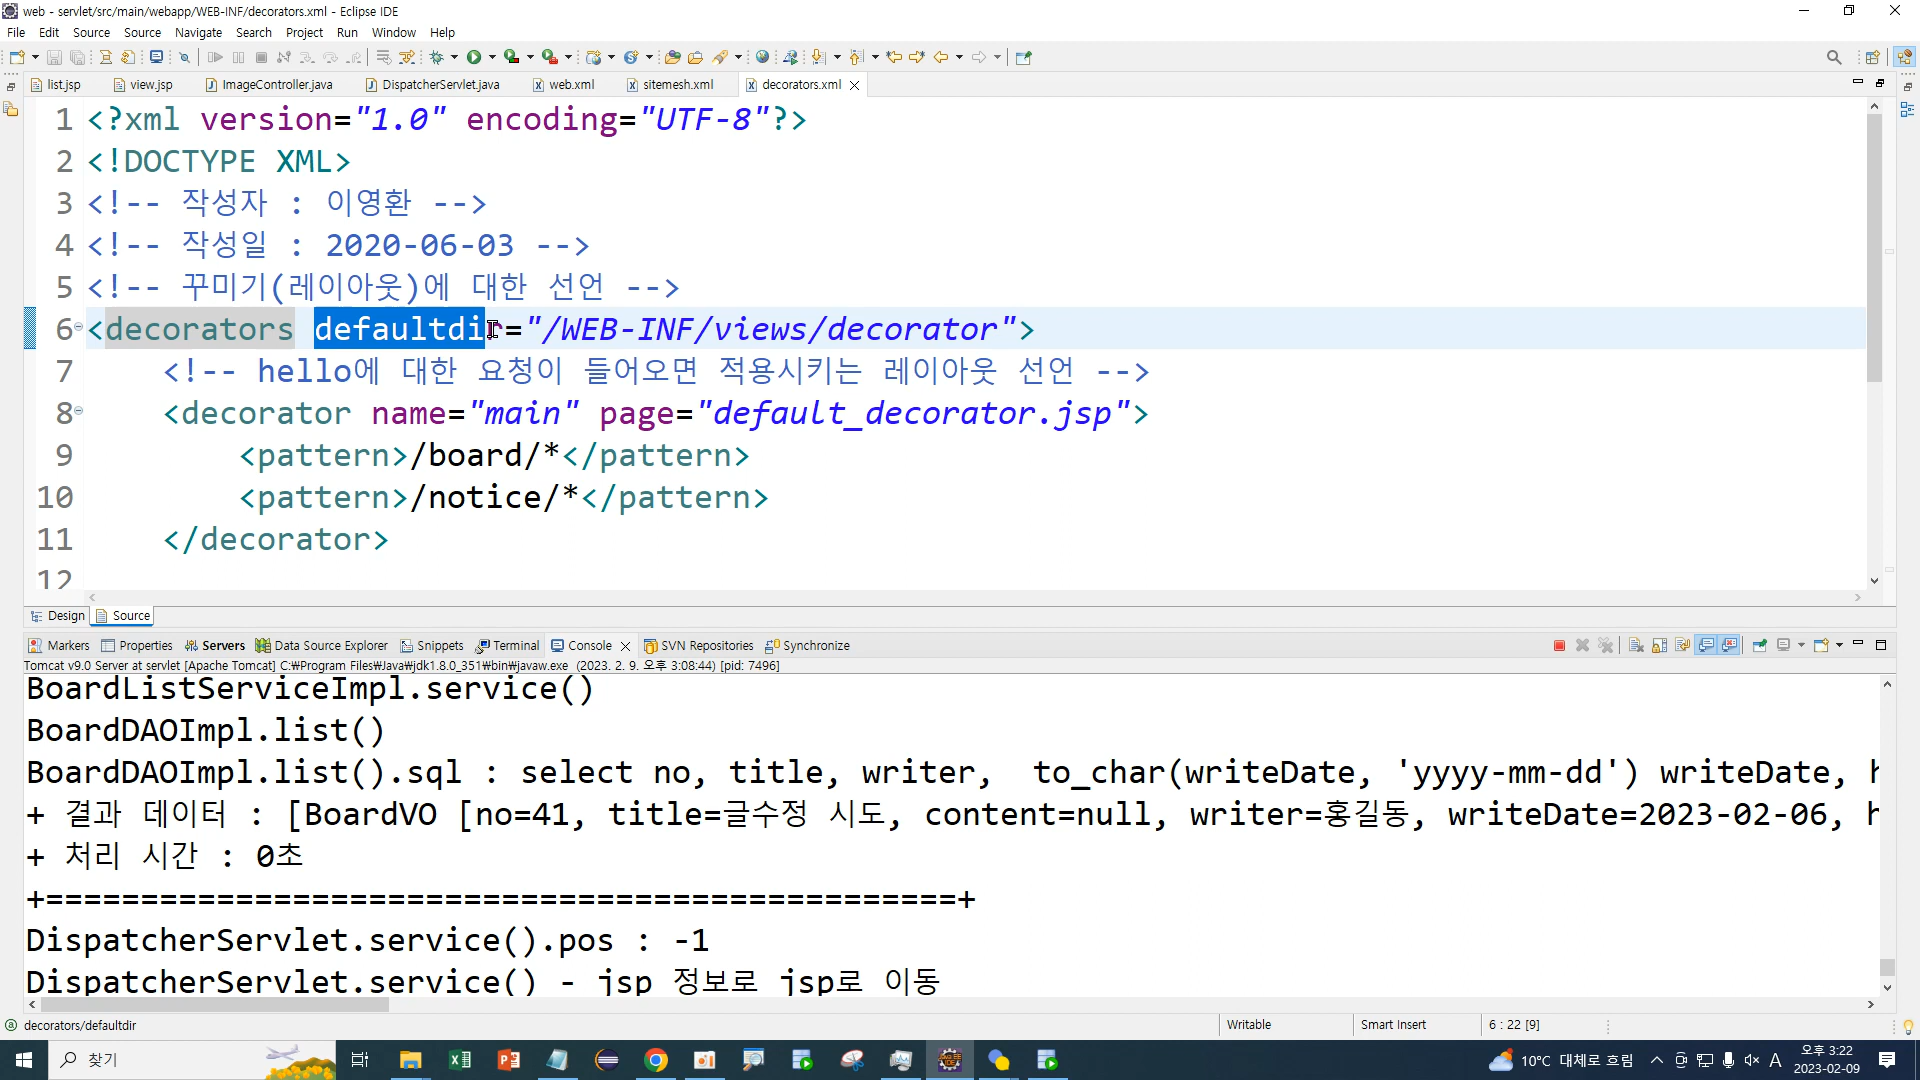 web - servlet/src/main/webapp/WEB-INF/decorators.xml - Eclipse IDE
File Edit Source Source Navigate Search Project Run Window Help
list.jsp view.jsp ImageController.java DispatcherServlet.java web.xml sitemesh.xml decorators.xml
1 <?xml version="1.0" encoding="UTF-8"?>
2 <!DOCTYPE XML>
3 <!-- 작성자 : 이영환 -->
4 <!-- 작성일 : 2020-06-03 -->
5 <!-- 꾸미기(레이아웃)에 대한 선언 -->
6 <decorators defaultdir="/WEB-INF/views/decorator">
7 <!-- hello에 대한 요청이 들어오면 적용시키는 레이아웃 선언 -->
8 <decorator name="main" page="default_decorator.jsp">
9 <pattern>/board/*</pattern>
10 <pattern>/notice/*</pattern>
11 </decorator>
12
Design Source
Markers Properties Servers Data Source Explorer Snippets Terminal Console SVN Repositories Synchronize
Tomcat v9.0 Server at servlet [Apache Tomcat] C:₩Program Files₩Java₩jdk1.8.0_351₩bin₩javaw.exe (2023. 2. 9. 오후 3:08:44) [pid: 7496]
BoardListServiceImpl.service()
BoardDAOImpl.list()
BoardDAOImpl.list().sql : select no, title, writer, to_char(writeDate, 'yyyy-mm-dd') writeDate,
+ 결과 데이터 : [BoardVO [no=41, title=글수정 시도, content=null, writer=홍길동, writeDate=2023-02-06,
+ 처리 시간 : 0초
+================================================+
DispatcherServlet.service().pos : -1
DispatcherServlet.service() - jsp 정보로 jsp로 이동
decorators/defaultdir Writable Smart Insert 6 : 22 [9]
찾기 10°C 대체로 흐림 A 오후 3:22
2023-02-09